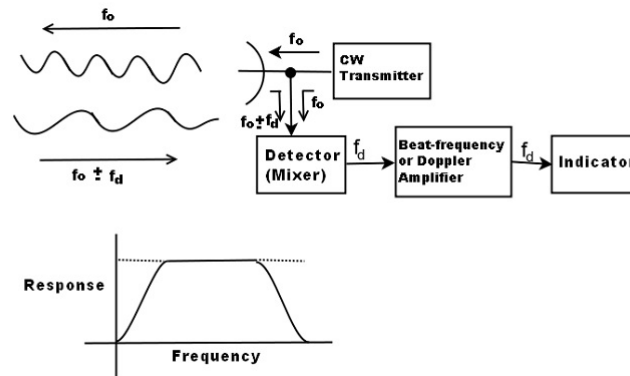 fo
fo ± fd
fo
CW
Transmitter
fo
fo ± fd
Detector
(Mixer)
fd
Beat-frequency
or Doppler
Amplifier
fd
Indicator
Response
Frequency